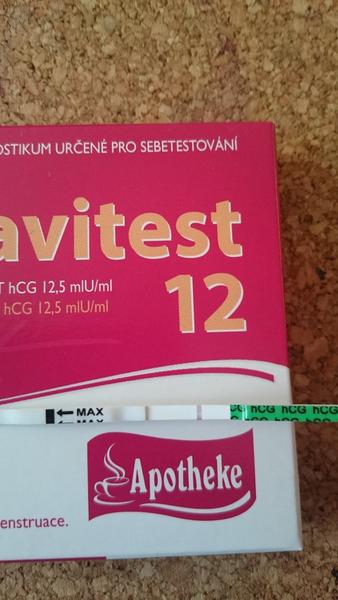 OSTIKUM URČENÉ PRO SEBETESTOVÁNÍ
avitest
T hCG 12,5 mIU/ml
hCG 12,5 mIU/ml
12
MAX hCG hCG hCG
Apotheke
enstruace.